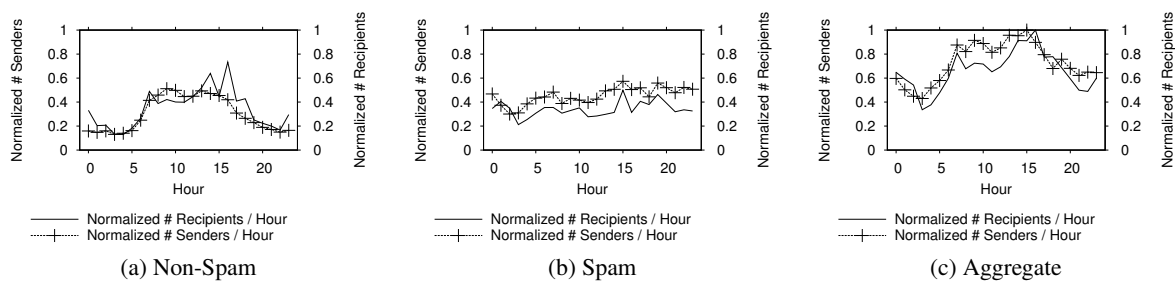 Normalized # Senders
1
0.8
0.6
0.4
0.2
0
0 5 10 15 20
Hour
1
0.8
0.6
0.4
0.2
0
Normalized # Recipients
Normalized # Recipients / Hour
Normalized # Senders / Hour
(a) Non-Spam
Normalized # Senders
1
0.8
0.6
0.4
0.2
0
0 5 10 15 20
Hour
1
0.8
0.6
0.4
0.2
0
Normalized # Recipients
Normalized # Recipients / Hour
Normalized # Senders / Hour
(b) Spam
Normalized # Senders
1
0.8
0.6
0.4
0.2
0
0 5 10 15 20
Hour
1
0.8
0.6
0.4
0.2
0
Normalized # Recipients
Normalized # Recipients / Hour
Normalized # Senders / Hour
(c) Aggregate